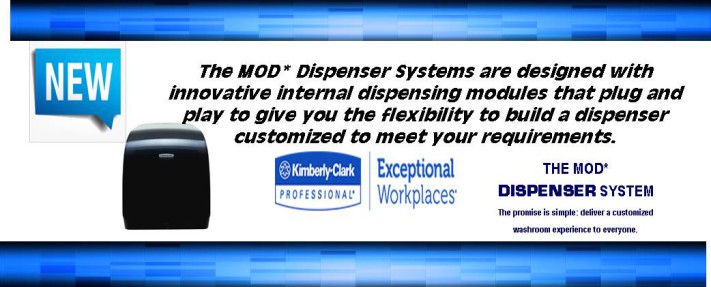 NEW
The MOD* Dispenser Systems are designed with
innovative internal dispensing modules that plug and
play to give you the flexibility to build a dispenser
customized to meet your requirements.
Kimberly-Clark
PROFESSIONAL*
Exceptional
Workplaces*
THE MOD*
DISPENSER SYSTEM
The promise is simple: deliver a customized
washroom experience to everyone.